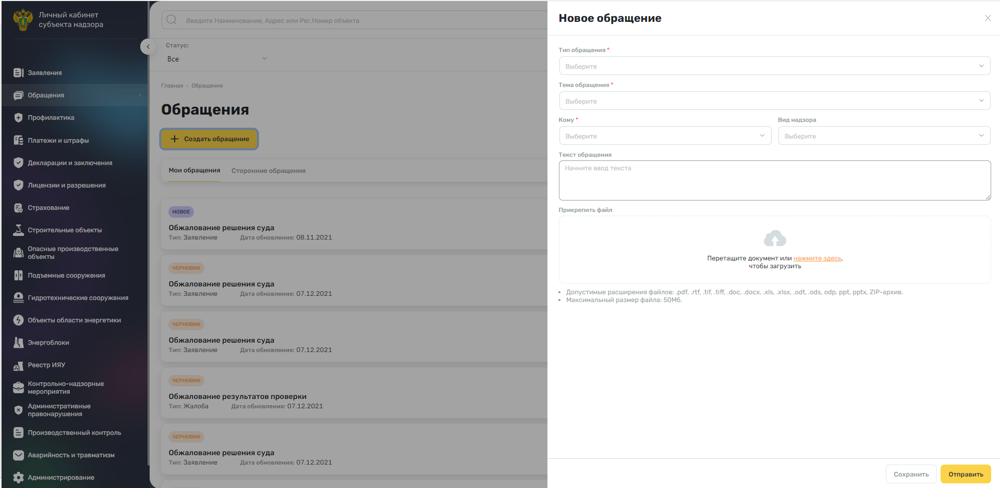 Личный кабинет
субъекта надзора
Заявления
Обращения
Профилактика
Платежи и штрафы
Декларации и заключения
Лицензии и разрешения
Страхование
Строительные объекты
Опасные производственные
объекты
Подъемные сооружения
Гидротехнические сооружения
Объекты области энергетики
Энергоблоки
Реестр ИЯУ
Контрольно-надзорные
мероприятия
Административные
правонарушения
Производственный контроль
Аварийность и травматизм
Администрирование
Введите Наименование, Адрес или Рег.Номер объекта
Статус:
Все
Главная • Обращения
Обращения
Создать обращение
Мои обращения Сторонние обращения
НОВОЕ
Обжалование решения суда
Тип: Заявление Дата обновления: 08.11.2021
ЧЕРНОВИК
Обжалование решения суда
Тип: Заявление Дата обновления: 07.12.2021
ЧЕРНОВИК
Обжалование решения суда
Тип: Заявление Дата обновления: 07.12.2021
ЧЕРНОВИК
Обжалование результатов проверки
Тип: Жалоба Дата обновления: 07.12.2021
ЧЕРНОВИК
Обжалование решения суда
Тип: Заявление Дата обновления: 07.12.2021
Новое обращение
Тип обращения *
Выберите
Тема обращения *
Выберите
Кому * Вид надзора
Выберите Выберите
Текст обращения
Начните ввод текста
Прикрепить файл
Перетащите документ или нажмите здесь,
чтобы загрузить
• Допустимые расширения файлов: .pdf, .rtf, .tif, .tiff, .doc, .docx, .xls, .xlsx, .odt, .ods, odp, ppt, pptx, ZIP-архив.
• Максимальный размер файла: 50Мб.
Сохранить Отправить